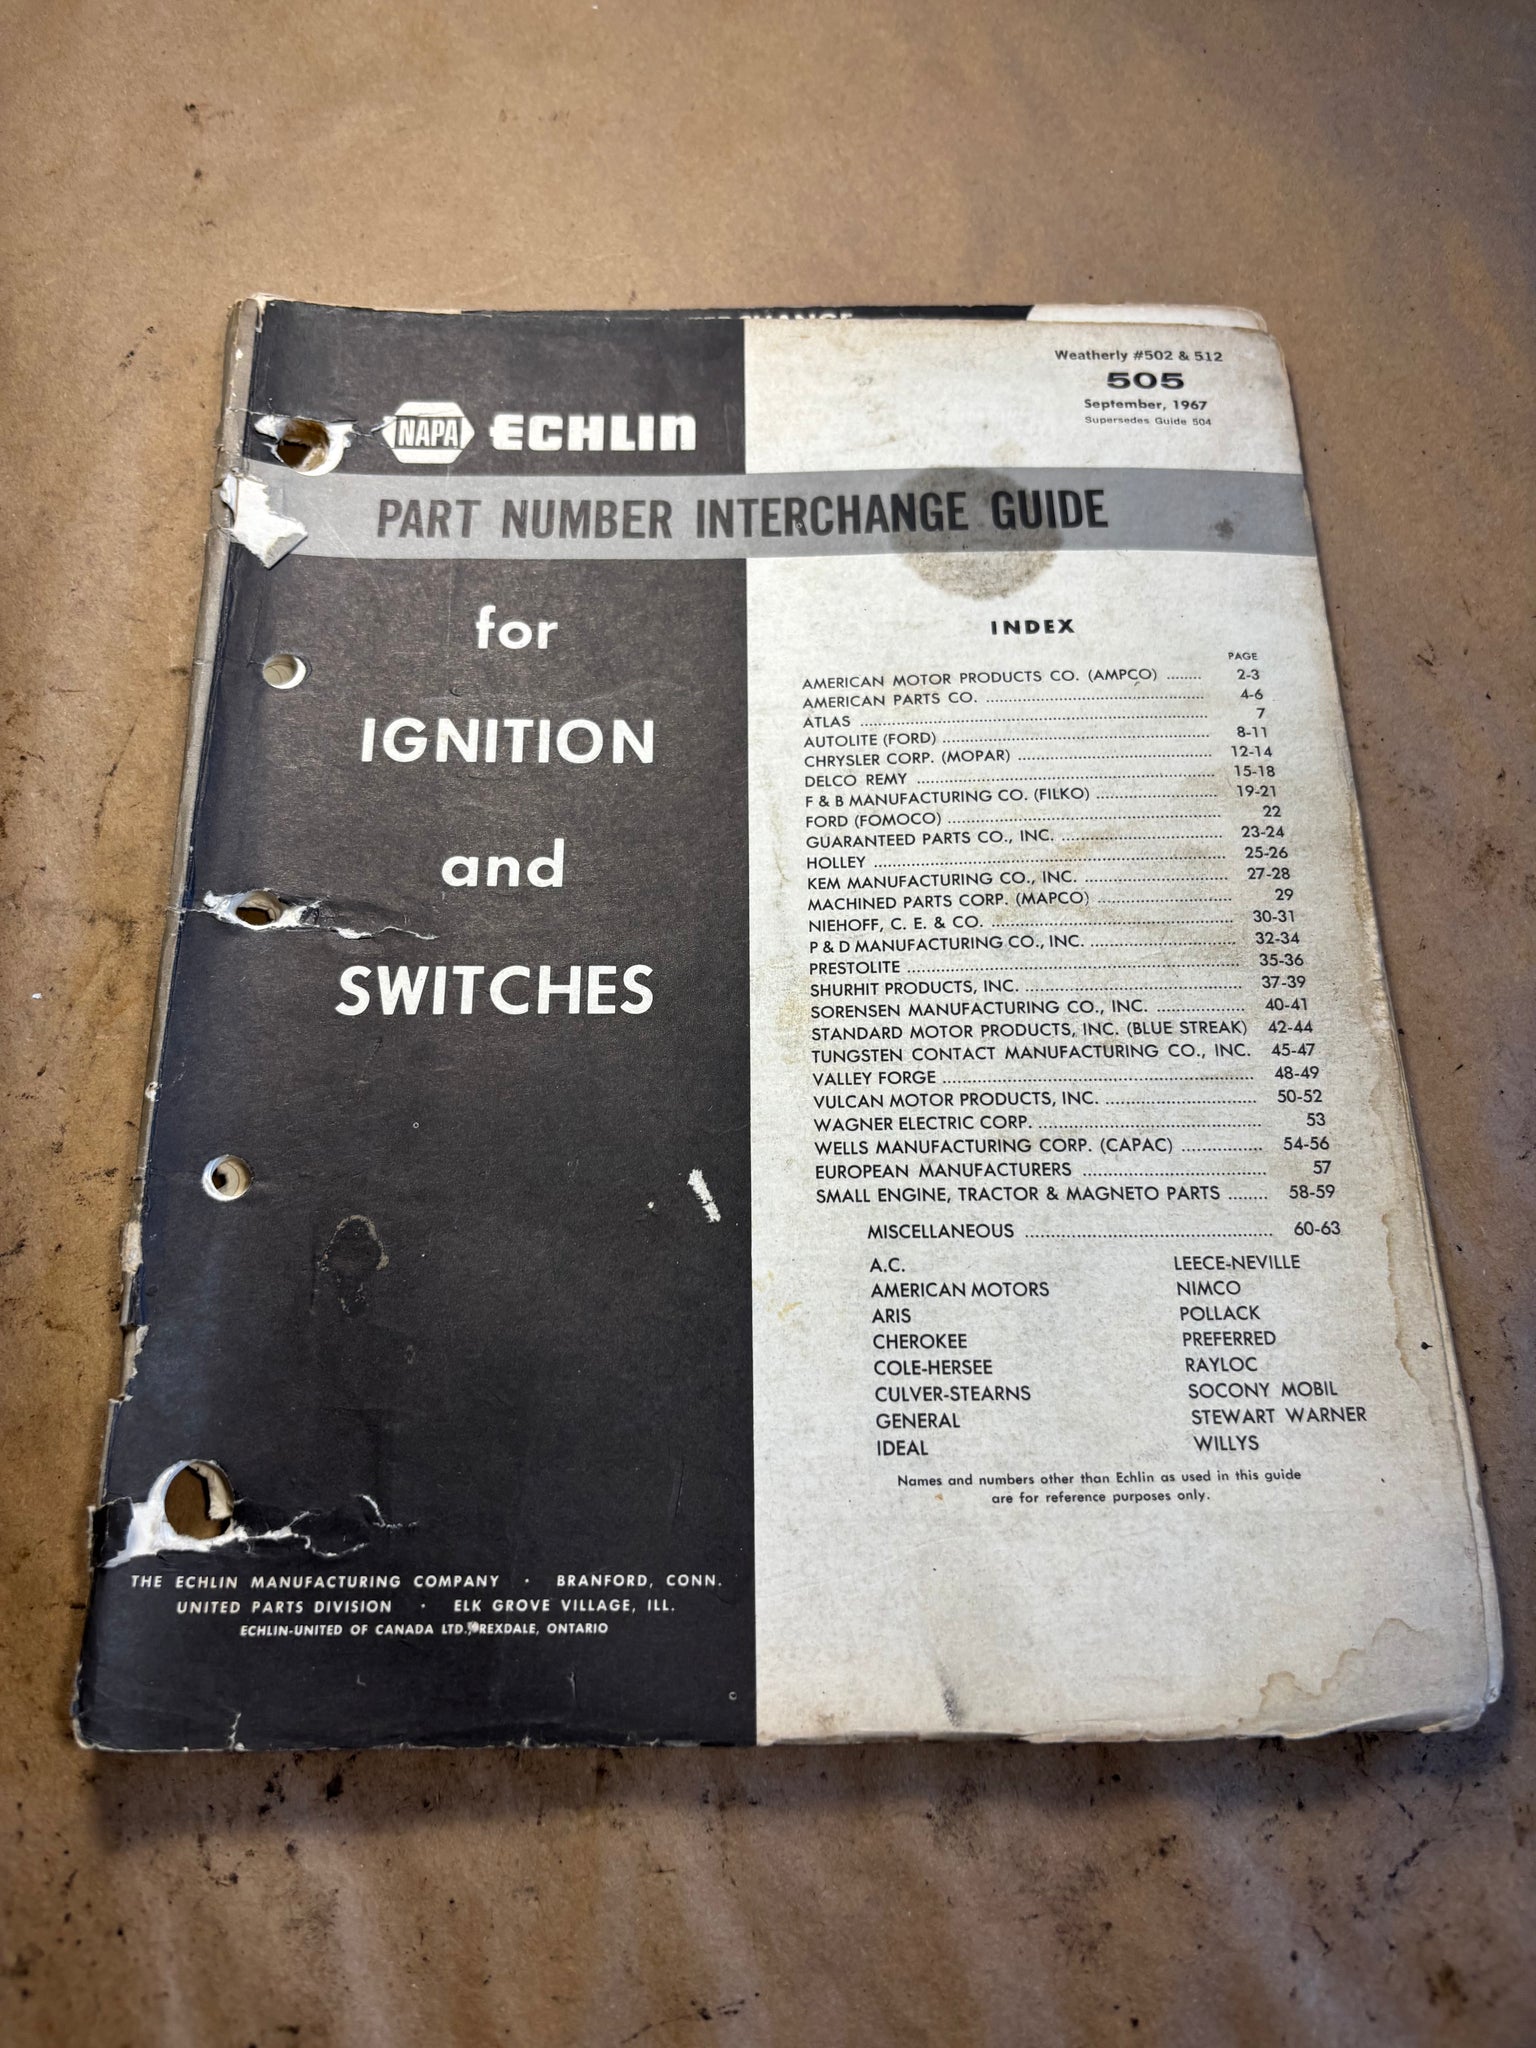 Weatherly #502 & 512
505
September, 1967
Supersedes Guide 504
NAPA ECHLIN
PART NUMBER INTERCHANGE GUIDE
for
IGNITION
and
SWITCHES
THE ECHLIN MANUFACTURING COMPANY · BRANFORD, CONN.
UNITED PARTS DIVISION · ELK GROVE VILLAGE, ILL.
ECHLIN-UNITED OF CANADA LTD., REXDALE, ONTARIO
INDEX
PAGE
AMERICAN MOTOR PRODUCTS CO. (AMPCO) ........ 2-3
AMERICAN PARTS CO. ........ 4-6
ATLAS ........ 7
AUTOLITE (FORD) ........ 8-11
CHRYSLER CORP. (MOPAR) ........ 12-14
DELCO REMY ........ 15-18
F & B MANUFACTURING CO. (FILKO) ........ 19-21
FORD (FOMOCO) ........ 22
GUARANTEED PARTS CO., INC. ........ 23-24
HOLLEY ........ 25-26
KEM MANUFACTURING CO., INC. ........ 27-28
MACHINED PARTS CORP. (MAPCO) ........ 29
NIEHOFF, C. E. & CO. ........ 30-31
P & D MANUFACTURING CO., INC. ........ 32-34
PRESTOLITE ........ 35-36
SHURHIT PRODUCTS, INC. ........ 37-39
SORENSEN MANUFACTURING CO., INC. ........ 40-41
STANDARD MOTOR PRODUCTS, INC. (BLUE STREAK) 42-44
TUNGSTEN CONTACT MANUFACTURING CO., INC. 45-47
VALLEY FORGE ........ 48-49
VULCAN MOTOR PRODUCTS, INC. ........ 50-52
WAGNER ELECTRIC CORP. ........ 53
WELLS MANUFACTURING CORP. (CAPAC) ........ 54-56
EUROPEAN MANUFACTURERS ........ 57
SMALL ENGINE, TRACTOR & MAGNETO PARTS ........ 58-59
MISCELLANEOUS ........ 60-63
A.C. LEECE-NEVILLE
AMERICAN MOTORS NIMCO
ARIS POLLACK
CHEROKEE PREFERRED
COLE-HERSEE RAYLOC
CULVER-STEARNS SOCONY MOBIL
GENERAL STEWART WARNER
IDEAL WILLYS
Names and numbers other than Echlin as used in this guide
are for reference purposes only.